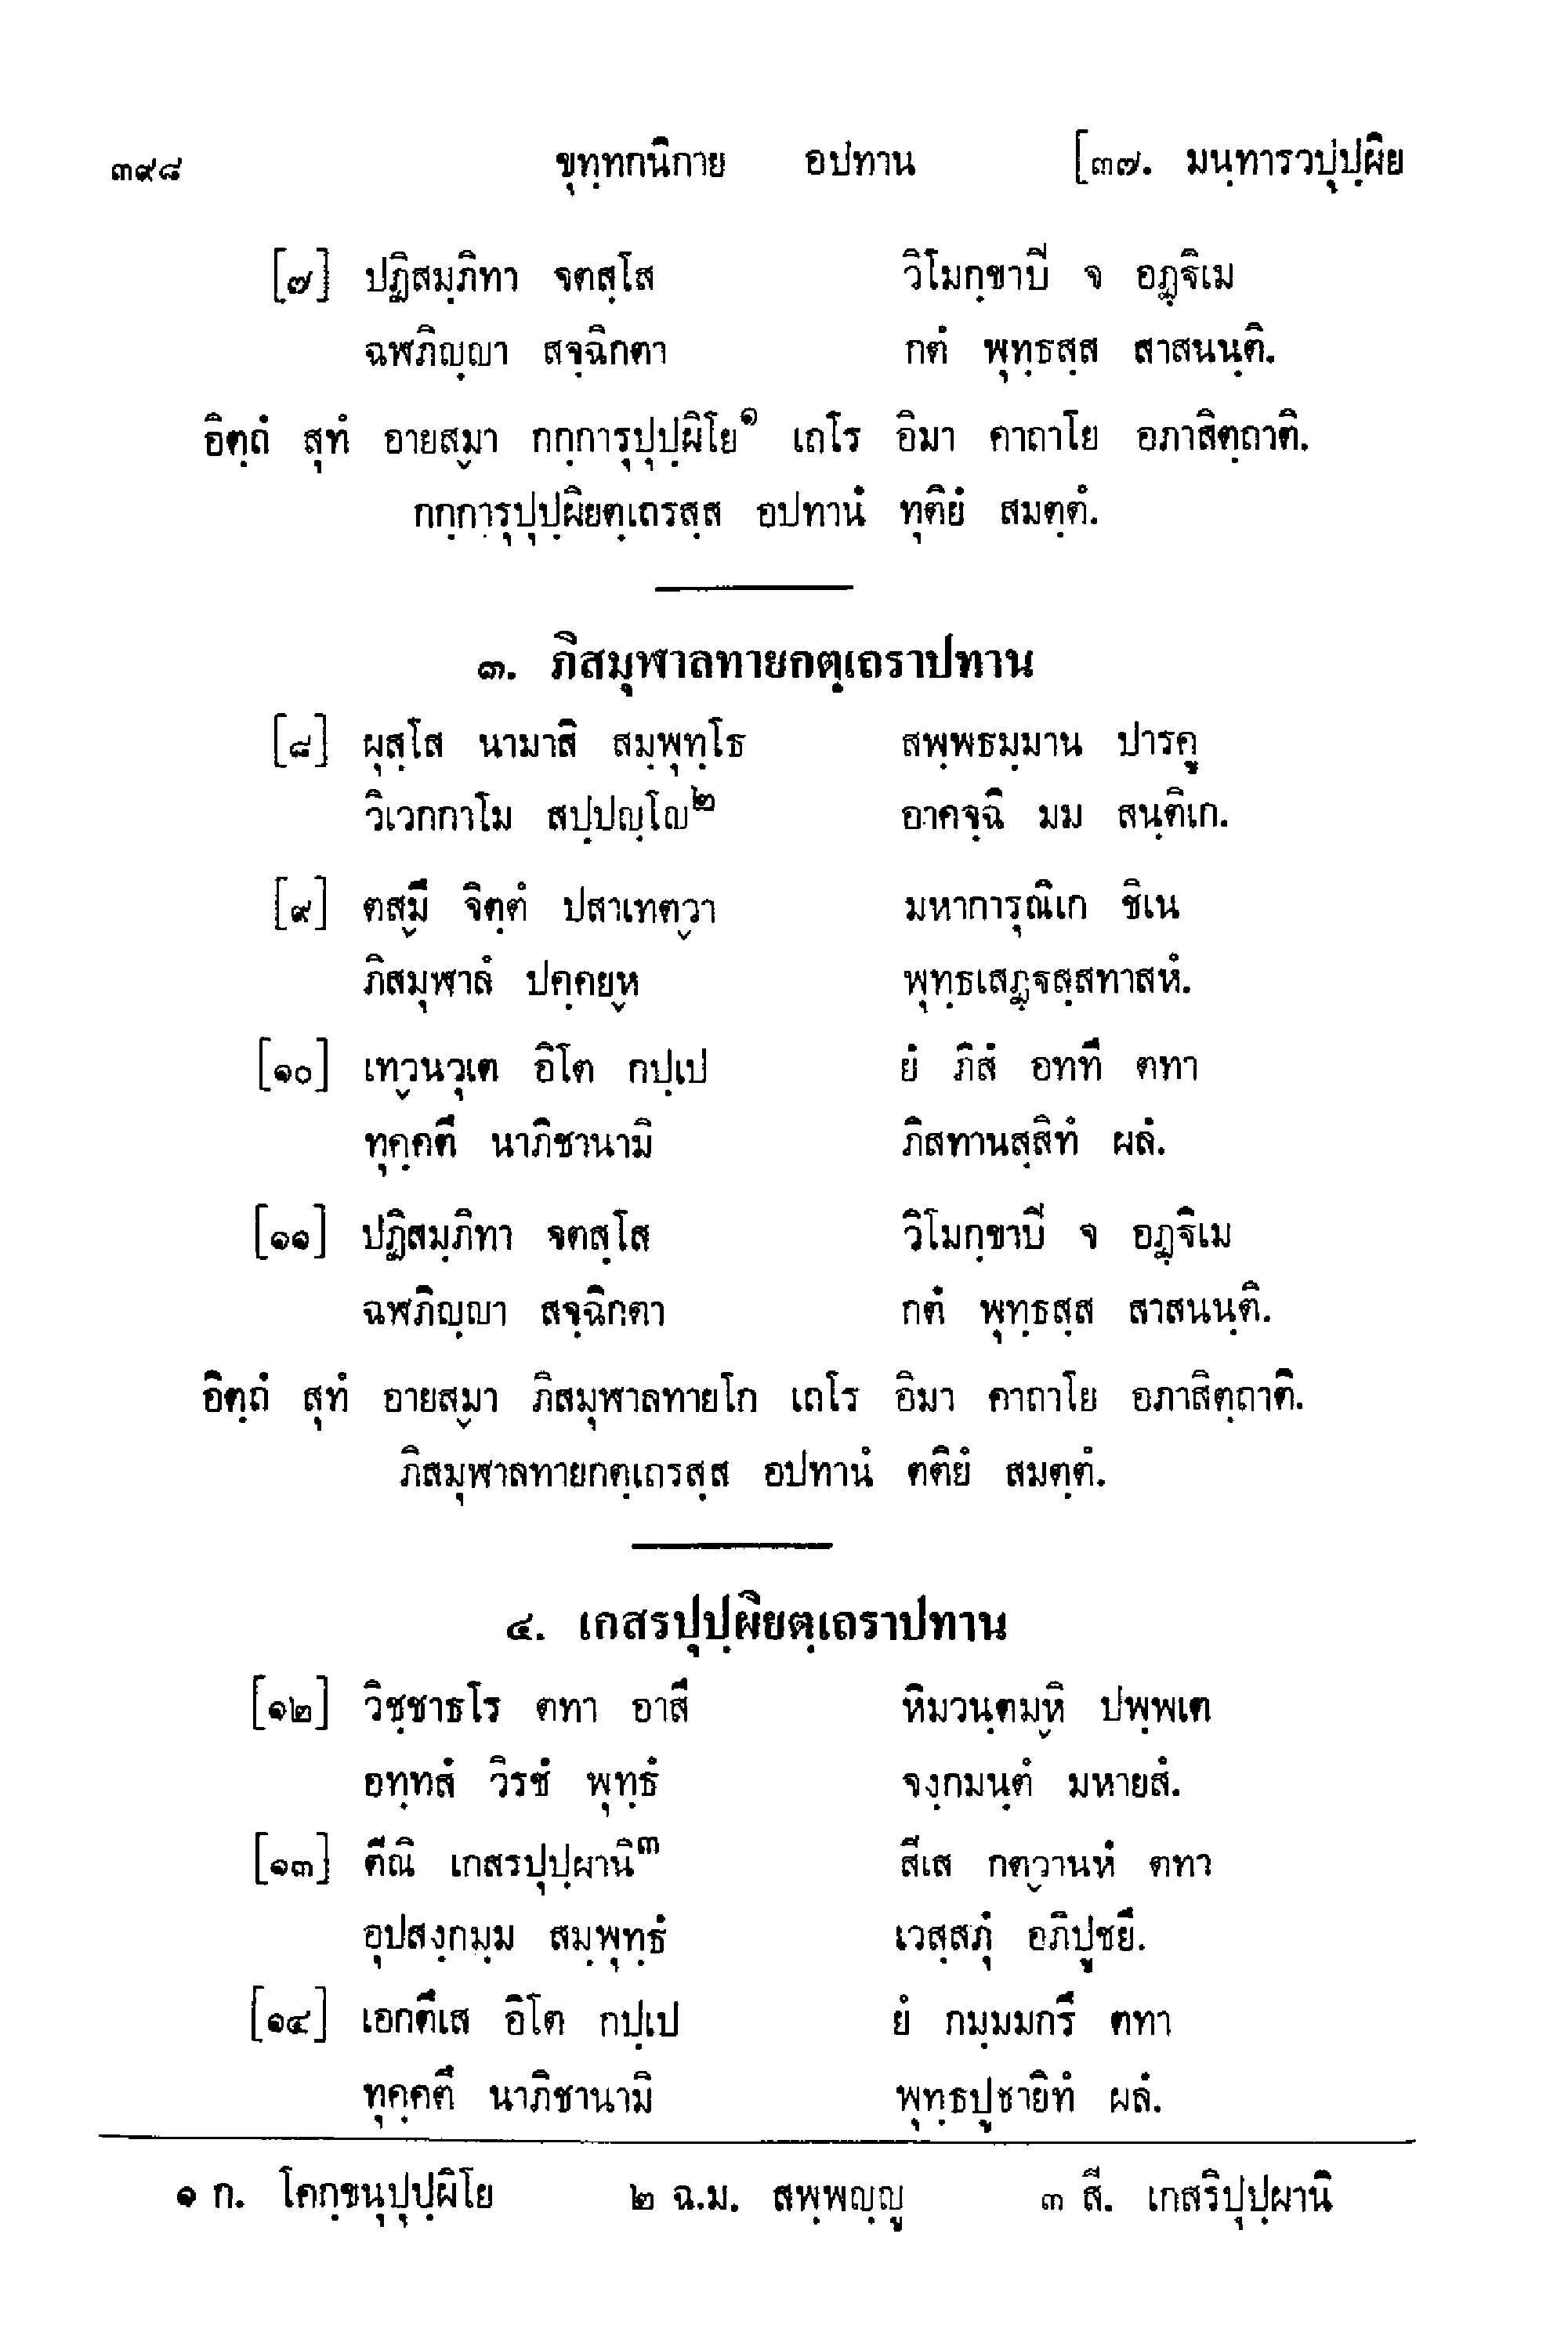 ๓๙๘ ขุทฺทกนิกาย อปทาน [๓๗. มนฺทารวปุปฺผิย
[๗] ปฏิสมฺภิทา จตสฺโส วิโมกฺขาปิ จ อฏฺฐิเม
ฉฬภิญฺญา สจฺฉิกตา กตํ พุทฺธสฺส สาสนนฺติ.
อิตฺถํ สุทํ อายสฺมา กกฺการุปุปฺผิโย๑ เถโร อิมา คาถาโย อภาสิตฺถาติ.
กกฺการุปุปฺผิยตฺเถรสฺส อปทานํ ทุติยํ สมตฺตํ.
๓. ภิสมุฬาลทายกตฺเถราปทาน
[๘] ผุสฺโส นามาสิ สมฺพุทฺโธ สพฺพธมฺมาน ปารคู
วิเวกกาโม สปฺปญฺโญ๒ อาคจฺฉิ มม สนฺติเก.
[๙] ตสฺมึ จิตฺตํ ปสาเทตฺวา มหาการุณิเก ชิเน
ภิสมุฬาลํ ปคฺคยฺห พุทฺธเสฏฺฐสฺสทาสหํ.
[๑๐] เทฺวนวุเต อิโต กปฺเป ยํ ภิสํ อททึ ตทา
ทุคฺคตึ นาภิชานามิ ภิสทานสฺสิทํ ผลํ.
[๑๑] ปฏิสมฺภิทา จตสฺโส วิโมกฺขาปิ จ อฏฺฐิเม
ฉฬภิญฺญา สจฺฉิกตา กตํ พุทฺธสฺส สาสนนฺติ.
อิตฺถํ สุทํ อายสฺมา ภิสมุฬาลทายโก เถโร อิมา คาถาโย อภาสิตฺถาติ.
ภิสมุฬาลทายกตฺเถรสฺส อปทานํ ตติยํ สมตฺตํ.
๔. เกสรปุปฺผิยตฺเถราปทาน
[๑๒] วิชฺชาธโร ตทา อาสึ หิมวนฺตมฺหิ ปพฺพเต
อทฺทสํ วิรชํ พุทฺธํ จงฺกมนฺตํ มหายสํ.
[๑๓] ตีณิ เกสรปุปฺผานิ๓ สีเส กตฺวานหํ ตทา
อุปสงฺกมฺม สมฺพุทฺธํ เวสฺสภุํ อภิปูชยึ.
[๑๔] เอกตึเส อิโต กปฺเป ยํ กมฺมมกรึ ตทา
ทุคฺคตึ นาภิชานามิ พุทฺธปูชายิทํ ผลํ.
๑ ก. โคกฺขนุปุปฺผิโย ๒ ฉ.ม. สพฺพญฺญู ๓ สี. เกสริปุปฺผานิ